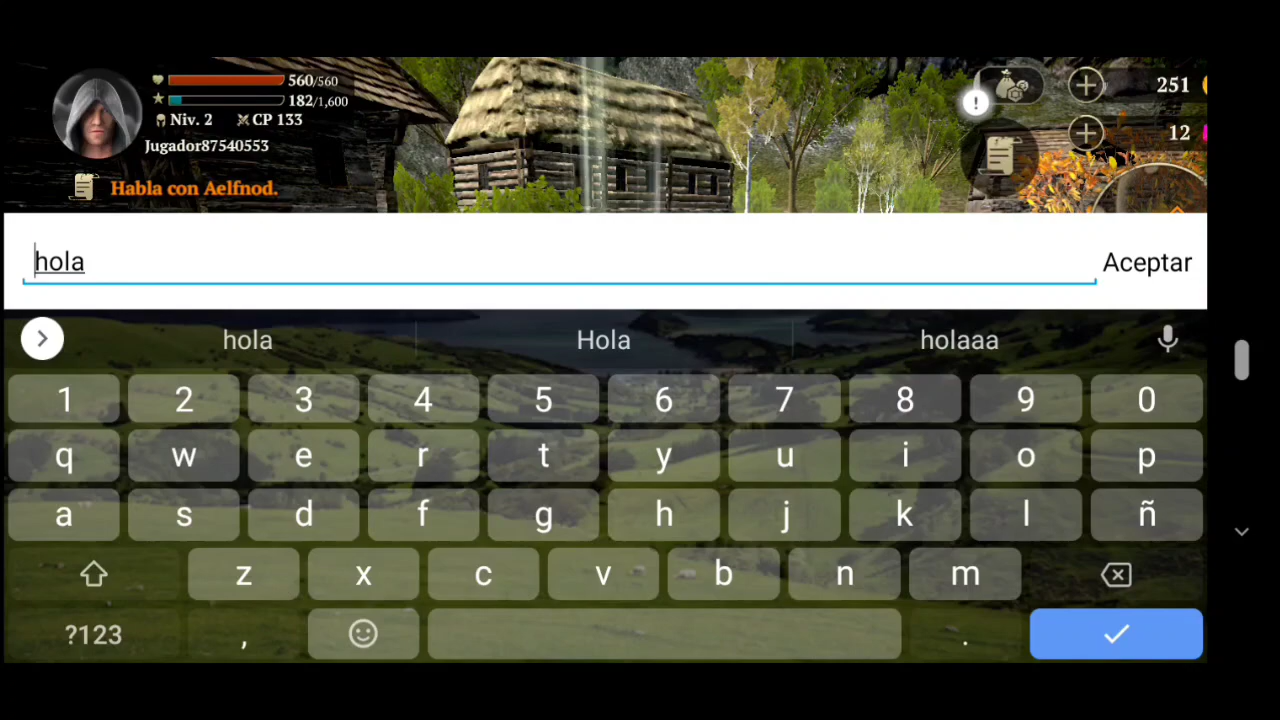 560/560
182/1,600
Niv. 2 CP 133
Jugador87540553
Habla con Aelfnod.
251
12
!
hola
Aceptar
hola Hola holaaa
1 2 3 4 5 6 7 8 9 0
q w e r t y u i o p
a s d f g h j k l ñ
z x c v b n m
?123 , .